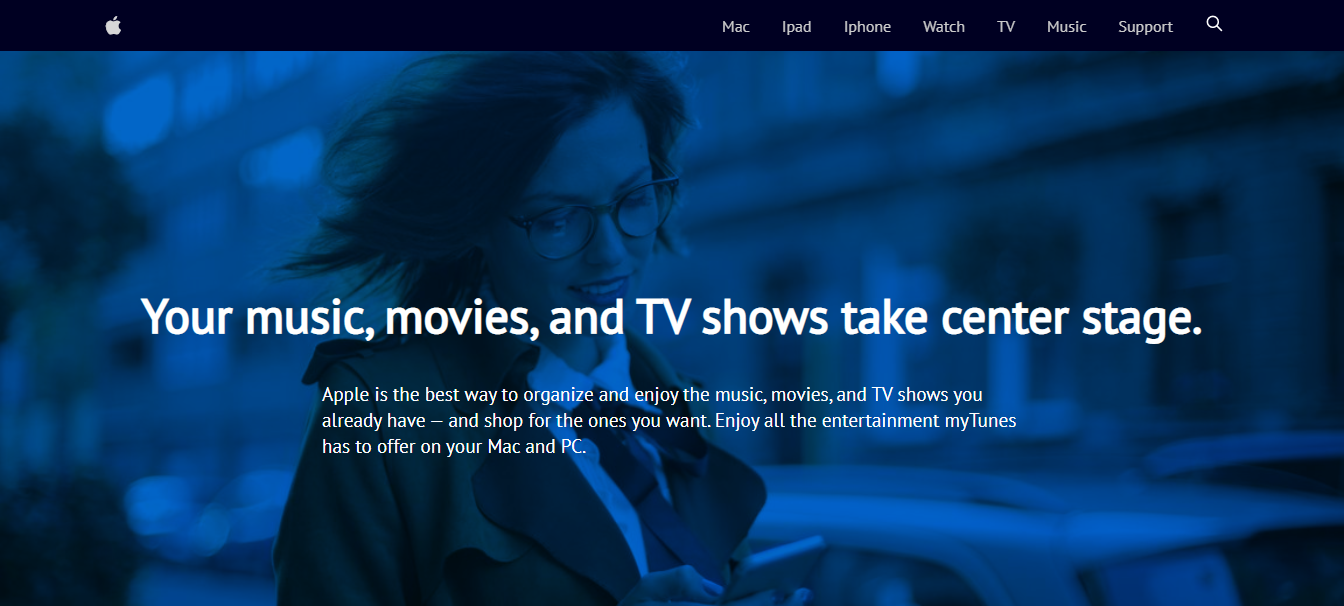 Mac Ipad Iphone Watch TV Music Support
Your music, movies, and TV shows take center stage.
Apple is the best way to organize and enjoy the music, movies, and TV shows you
already have — and shop for the ones you want. Enjoy all the entertainment myTunes
has to offer on your Mac and PC.